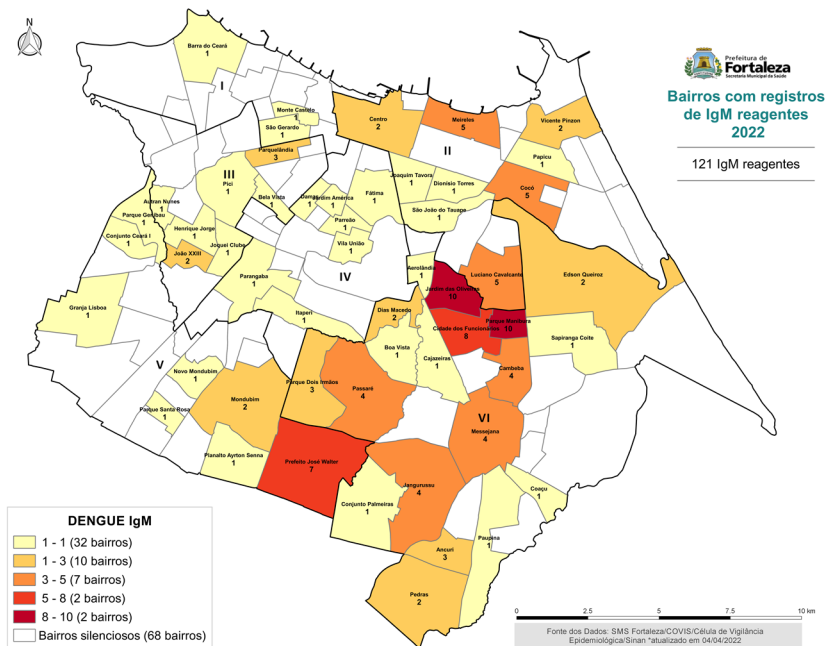 N
Barra do Ceará
1
I
Prefeitura de
Fortaleza
Secretaria Municipal da Saúde
Bairros com registros
de IgM reagentes
2022
121 IgM reagentes
Monte Castelo
1
São Gerardo
1
Centro
2
Meireles
5
Vicente Pinzon
2
Parquelândia
3
II
Papicu
1
III
Pici
1
Joaquim Tavora
1
Dionísio Torres
1
Cocó
5
Autran Nunes
1
Bela Vista
1
Damas
1
Jardim América
1
Fátima
1
Parque Genibau
1
São João do Tauape
1
Henrique Jorge
1
Parreão
1
Conjunto Ceará I
1
Joquel Clube
1
Vila União
1
João XXIII
2
Parangaba
1
IV
Aerolândia
1
Luciano Cavalcante
5
Edson Queiroz
2
Jardim das Oliveiras
10
Granja Lisboa
1
Itaperi
1
Dias Macedo
2
Cidade dos Funcionários
8
Parque Manibura
10
Sapiranga Coite
1
Boa Vista
1
Cajazeiras
1
V
Novo Mondubim
1
Cambeba
4
Parque Dois Irmãos
3
Passaré
4
Mondubim
2
Parque Santa Rosa
1
VI
Messejana
4
Planalto Ayrton Senna
1
Prefeito José Walter
7
Jangurussu
4
Coaçu
1
Conjunto Palmeiras
1
Paupina
1
Ancuri
3
Pedras
2
DENGUE IgM
1 - 1 (32 bairros)
1 - 3 (10 bairros)
3 - 5 (7 bairros)
5 - 8 (2 bairros)
8 - 10 (2 bairros)
Bairros silenciosos (68 bairros)
0 2.5 5 7.5 10 km
Fonte dos Dados: SMS Fortaleza/COVIS/Célula de Vigilância
Epidemiológica/Sinan *atualizado em 04/04/2022